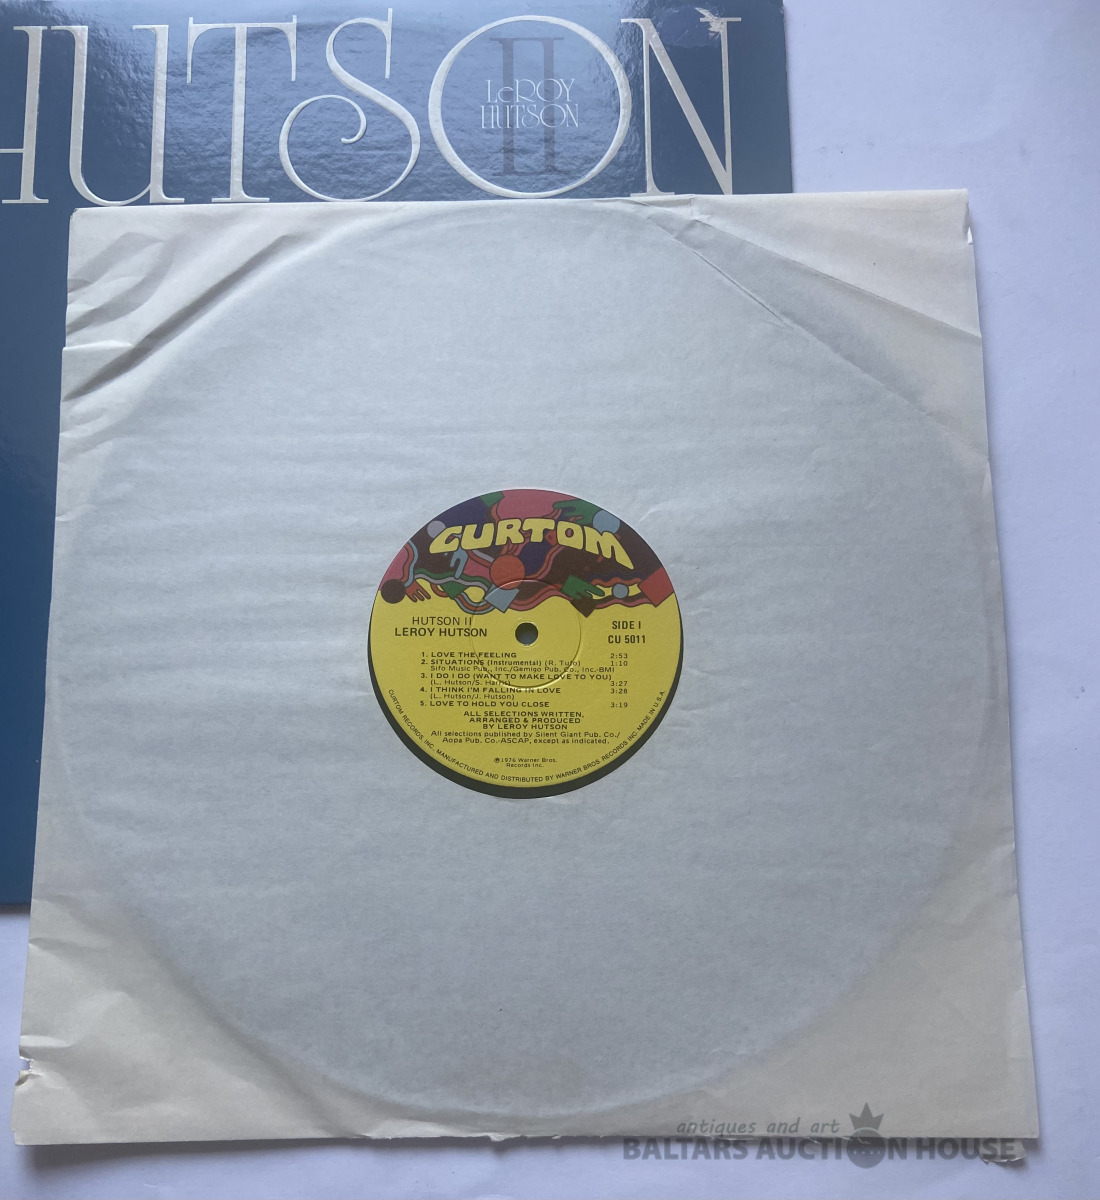 HUTSON
II
LeROY
HUTSON
CURTOM
HUTSON II
LEROY HUTSON
SIDE I
CU 5011
1. LOVE THE FEELING 2:53
2. SITUATIONS (Instrumental) (R. Tufo) 1:10
Sifo Music Pub., Inc./Gemigo Pub. Co., Inc.-BMI
3. I DO I DO (WANT TO MAKE LOVE TO YOU)
(L. Hutson/S. Harris) 3:27
4. I THINK I'M FALLING IN LOVE 3:28
(L. Hutson/J. Hutson)
5. LOVE TO HOLD YOU CLOSE 3:19
ALL SELECTIONS WRITTEN,
ARRANGED & PRODUCED
BY LEROY HUTSON
All selections published by Silent Giant Pub. Co./
Aopa Pub. Co.-ASCAP, except as indicated.
℗1976 Warner Bros.
Records Inc.
CURTOM RECORDS, INC. MANUFACTURED AND DISTRIBUTED BY WARNER BROS. RECORDS INC. MADE IN U.S.A.
antiques and art
BALTARS AUCTION HOUSE